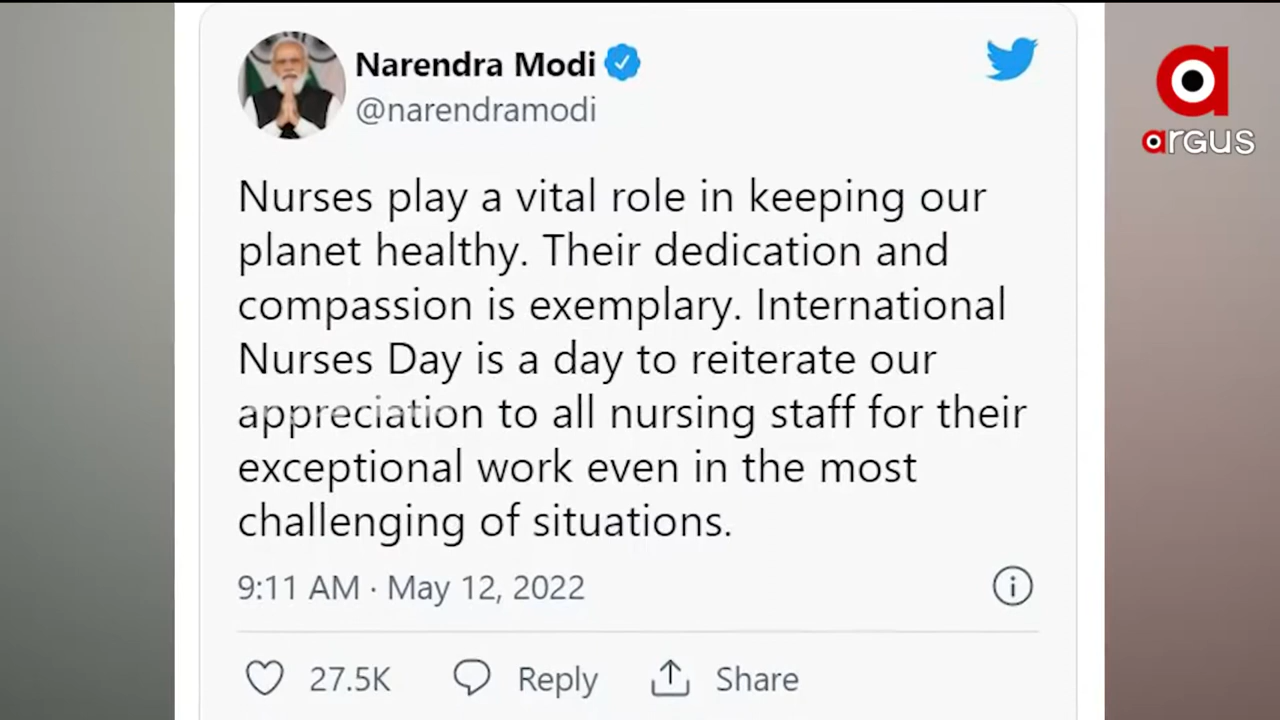 Narendra Modi
@narendramodi
argus
Nurses play a vital role in keeping our
planet healthy. Their dedication and
compassion is exemplary. International
Nurses Day is a day to reiterate our
appreciation to all nursing staff for their
exceptional work even in the most
challenging of situations.
9:11 AM · May 12, 2022
27.5K Reply Share